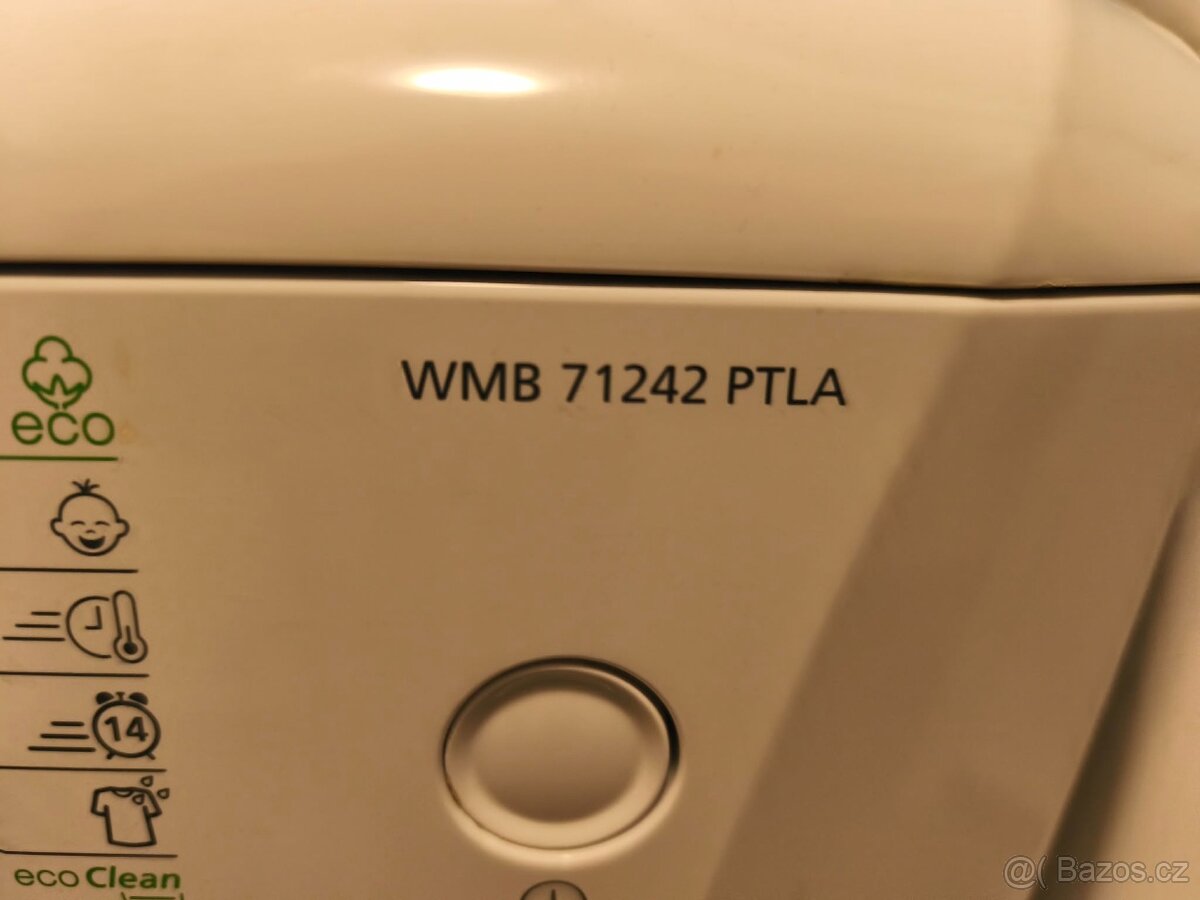 WMB 71242 PTLA
eco
14
eco Clean
@( Bazos.cz